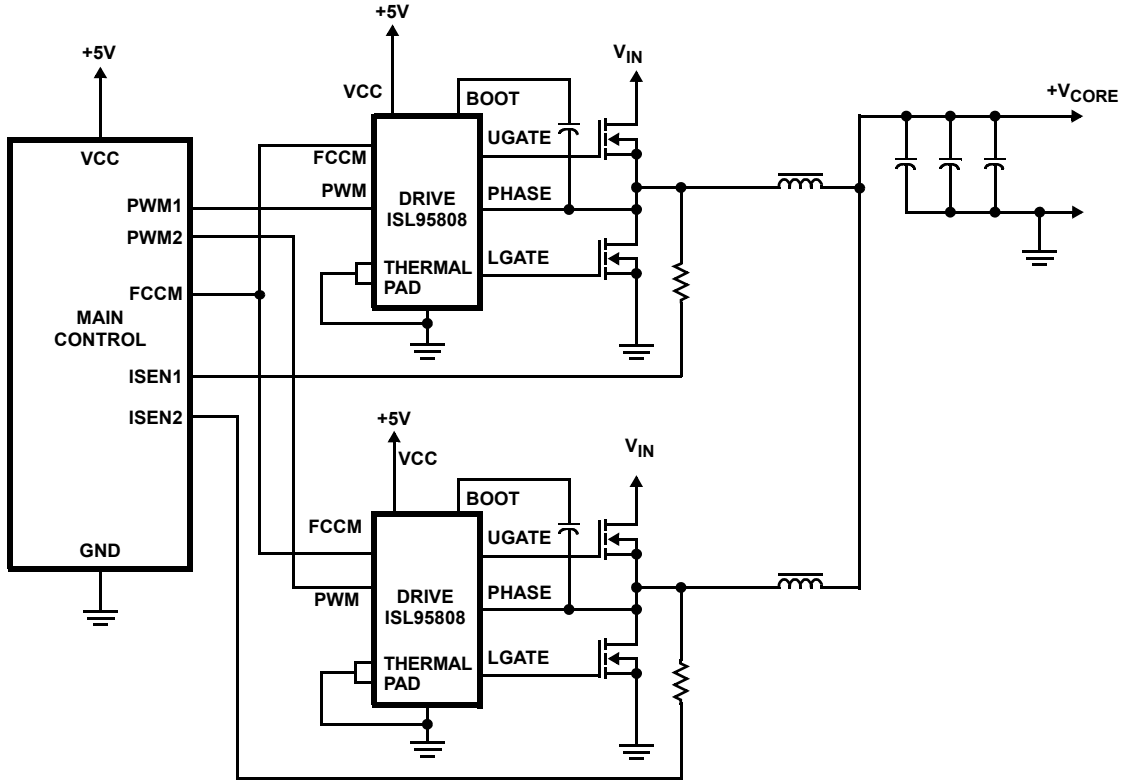 +5V
VCC
PWM1
PWM2
FCCM
MAIN
CONTROL
ISEN1
ISEN2
GND
+5V
VCC
BOOT
FCCM
UGATE
PWM
DRIVE
ISL95808
PHASE
THERMAL
PAD
LGATE
VIN
+VCORE
+5V
VCC
BOOT
FCCM
UGATE
PWM
DRIVE
ISL95808
PHASE
THERMAL
PAD
LGATE
VIN